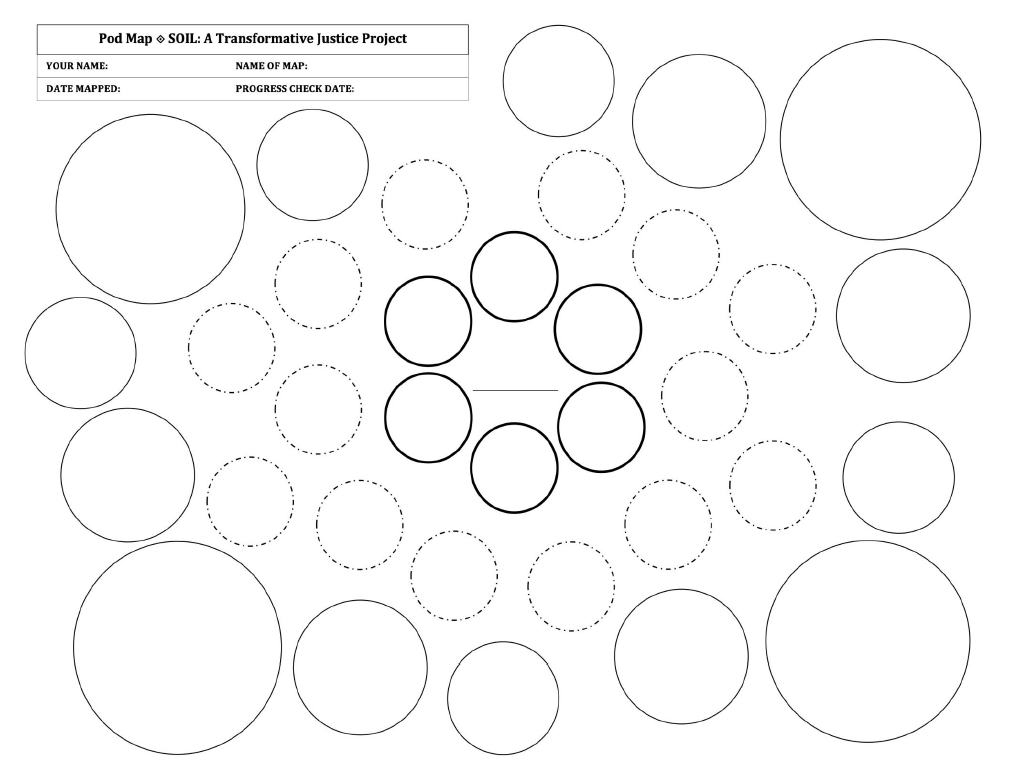 Pod Map ⟐ SOIL: A Transformative Justice Project
YOUR NAME: NAME OF MAP:
DATE MAPPED: PROGRESS CHECK DATE: